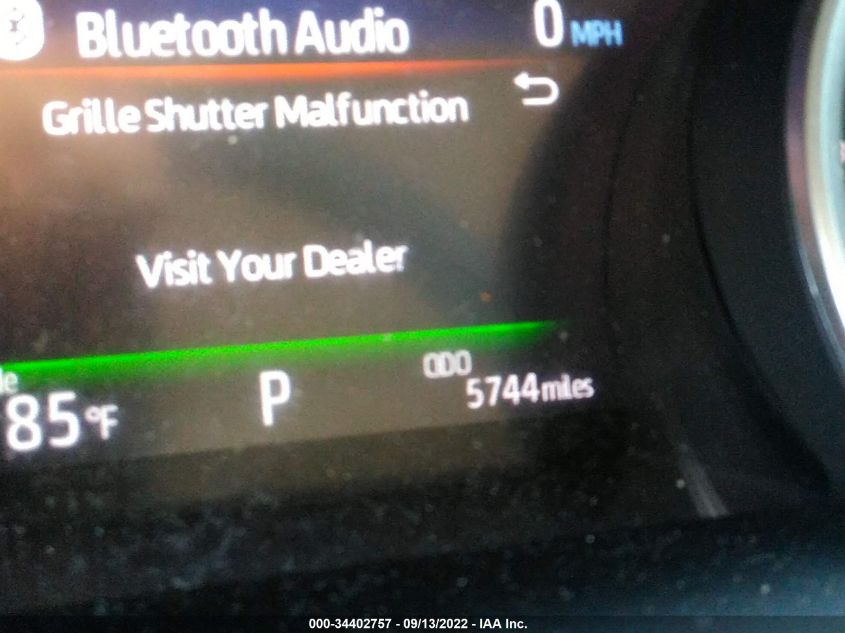 Bluetooth Audio 0 MPH
Grille Shutter Malfunction
Visit Your Dealer
85°F P ODO
5744 miles
000-34402757 - 09/13/2022 - IAA Inc.